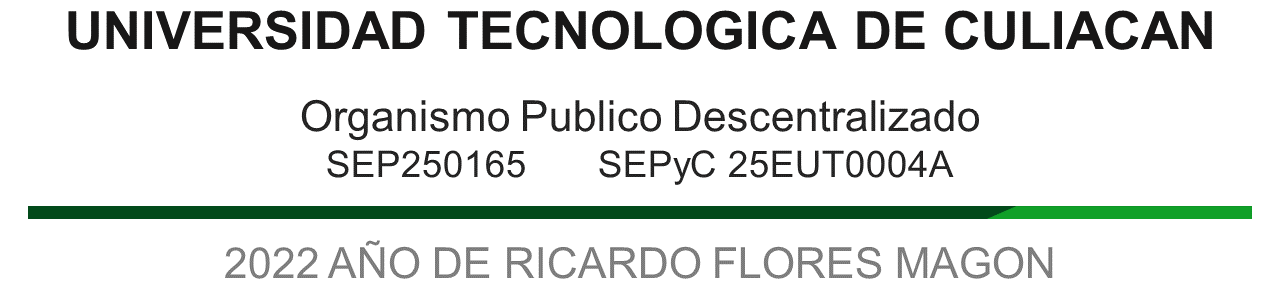 UNIVERSIDAD TECNOLOGICA DE CULIACAN
Organismo Publico Descentralizado
SEP250165 SEPyC 25EUT0004A
2022 AÑO DE RICARDO FLORES MAGON